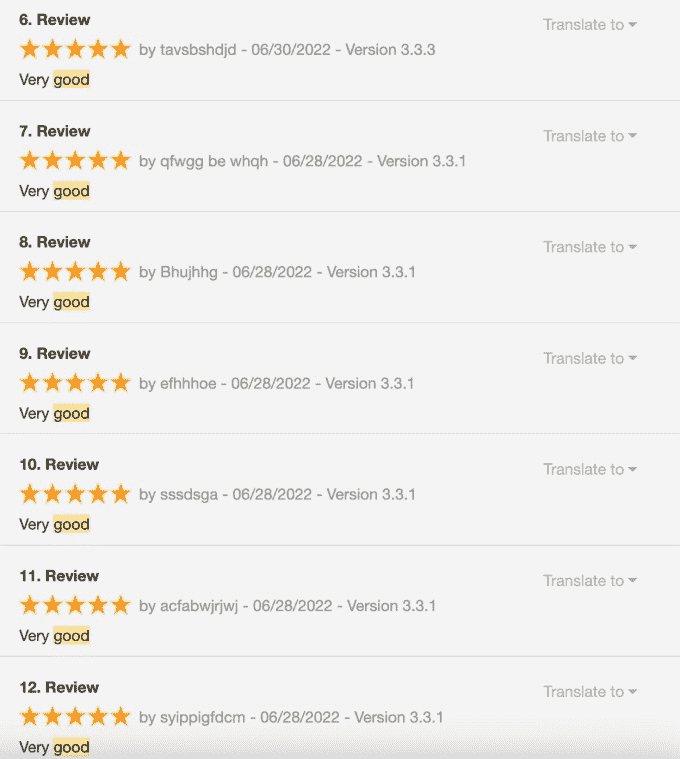 6. Review
Translate to
by tavsbshdjd - 06/30/2022 - Version 3.3.3
Very good
7. Review
Translate to
by qfwgg be whqh - 06/28/2022 - Version 3.3.1
Very good
8. Review
Translate to
by Bhujhhg - 06/28/2022 - Version 3.3.1
Very good
9. Review
Translate to
by efhhhoe - 06/28/2022 - Version 3.3.1
Very good
10. Review
Translate to
by sssdsga - 06/28/2022 - Version 3.3.1
Very good
11. Review
Translate to
by acfabwjrjwj - 06/28/2022 - Version 3.3.1
Very good
12. Review
Translate to
by syippigfdcm - 06/28/2022 - Version 3.3.1
Very good